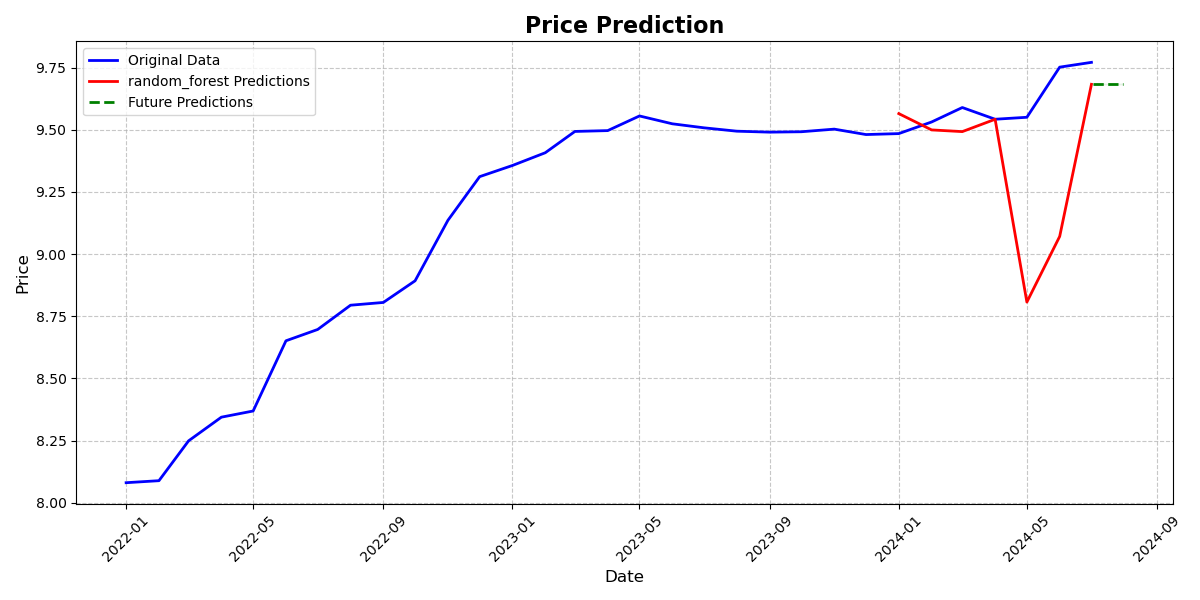 Price Prediction
Original Data
random_forest Predictions
Future Predictions
Price
9.75
9.50
9.25
9.00
8.75
8.50
8.25
8.00
2022-01
2022-05
2022-09
2023-01
2023-05
2023-09
2024-01
2024-05
2024-09
Date